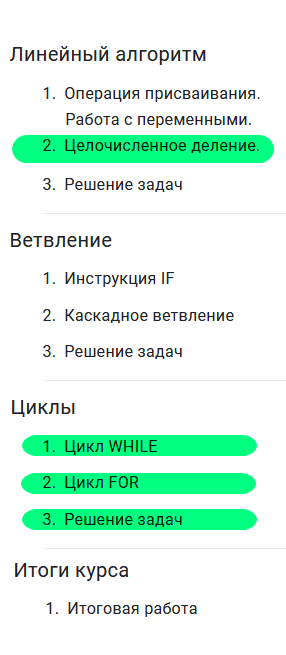 Линейный алгоритм
1. Операция присваивания.
Работа с переменными.
2. Целочисленное деление.
3. Решение задач
Ветвление
1. Инструкция IF
2. Каскадное ветвление
3. Решение задач
Циклы
1. Цикл WHILE
2. Цикл FOR
3. Решение задач
Итоги курса
1. Итоговая работа